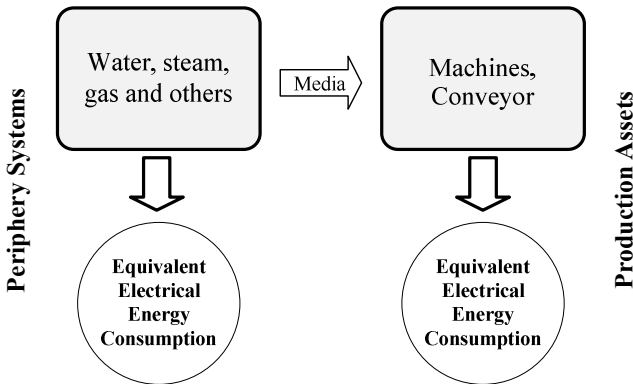 Periphery Systems
Water, steam,
gas and others
Media
Machines,
Conveyor
Production Assets
Equivalent
Electrical
Energy
Consumption
Equivalent
Electrical
Energy
Consumption